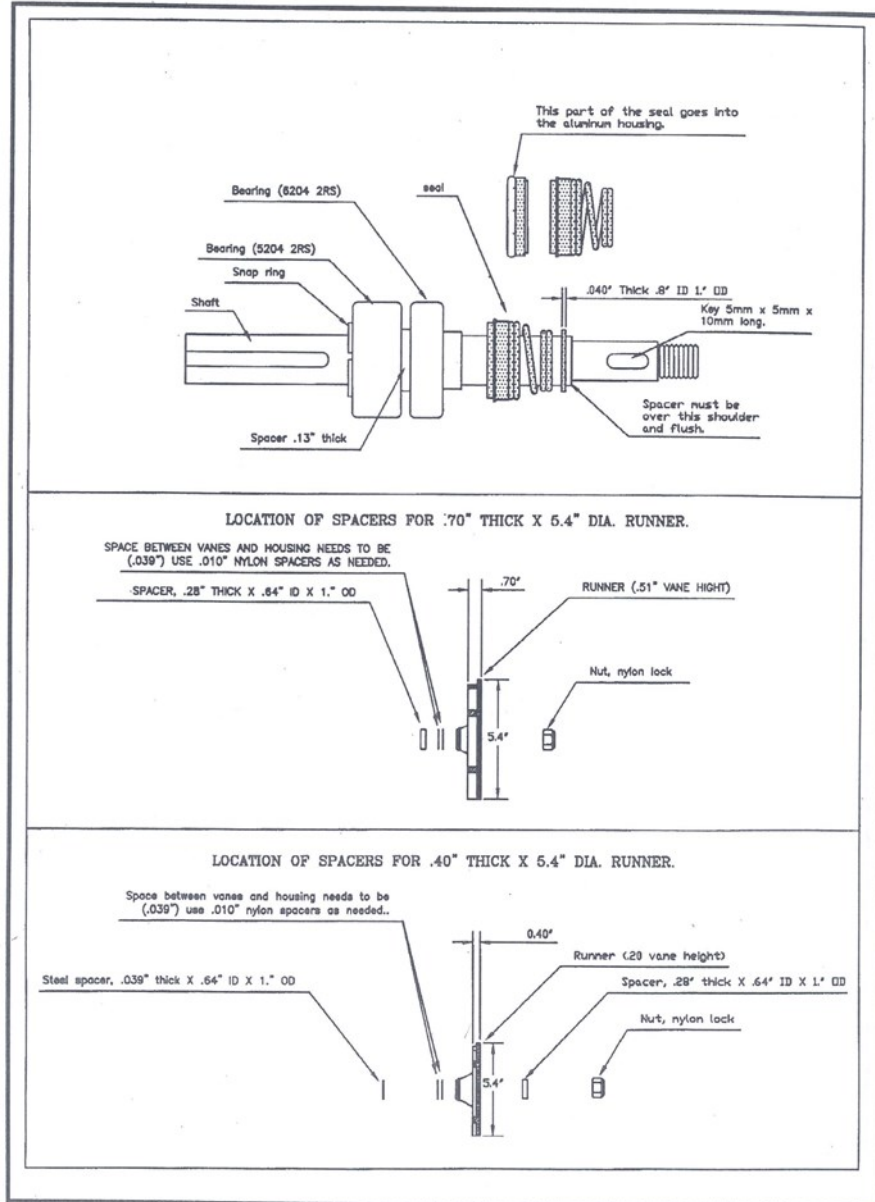 This part of the seal goes into
the aluminum housing.
Bearing (6204 2RS)
seal
Bearing (5204 2RS)
Snap ring
Shaft
.040" Thick .8" ID 1." OD
Key 5mm x 5mm x
10mm long.
Spacer must be
over this shoulder
and flush.
Spacer .13" thick
LOCATION OF SPACERS FOR .70" THICK X 5.4" DIA. RUNNER.
SPACE BETWEEN VANES AND HOUSING NEEDS TO BE
(.039") USE .010" NYLON SPACERS AS NEEDED.
.70"
SPACER, .28" THICK X .64" ID X 1." OD
RUNNER (.51" VANE HIGHT)
Nut, nylon lock
5.4"
LOCATION OF SPACERS FOR .40" THICK X 5.4" DIA. RUNNER.
Space between vanes and housing needs to be
(.039") use .010" nylon spacers as needed..
0.40"
Runner (.20 vane height)
Steel spacer, .039" thick X .64" ID X 1." OD
Spacer, .28" thick X .64" ID X 1." OD
Nut, nylon lock
5.4"